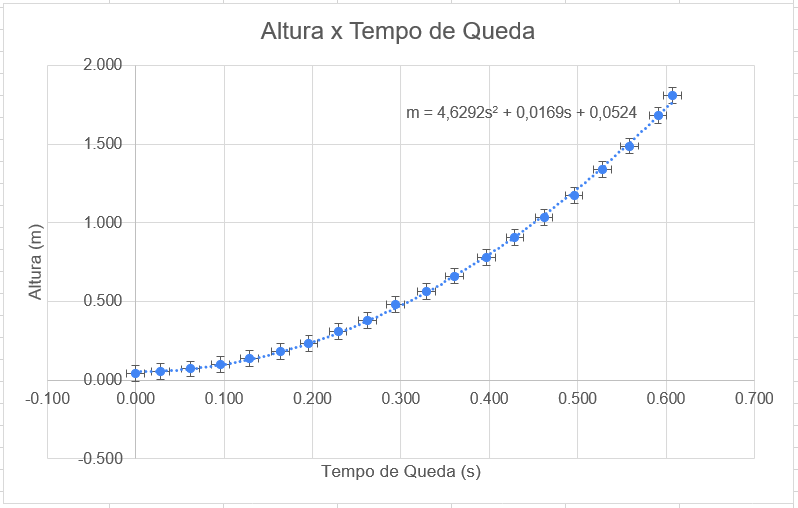 Altura x Tempo de Queda
2.000
m = 4,6292s² + 0,0169s + 0,0524
1.500
1.000
Altura (m)
0.500
0.000
-0.100 0.000 0.100 0.200 0.300 0.400 0.500 0.600 0.700
-0.500
Tempo de Queda (s)